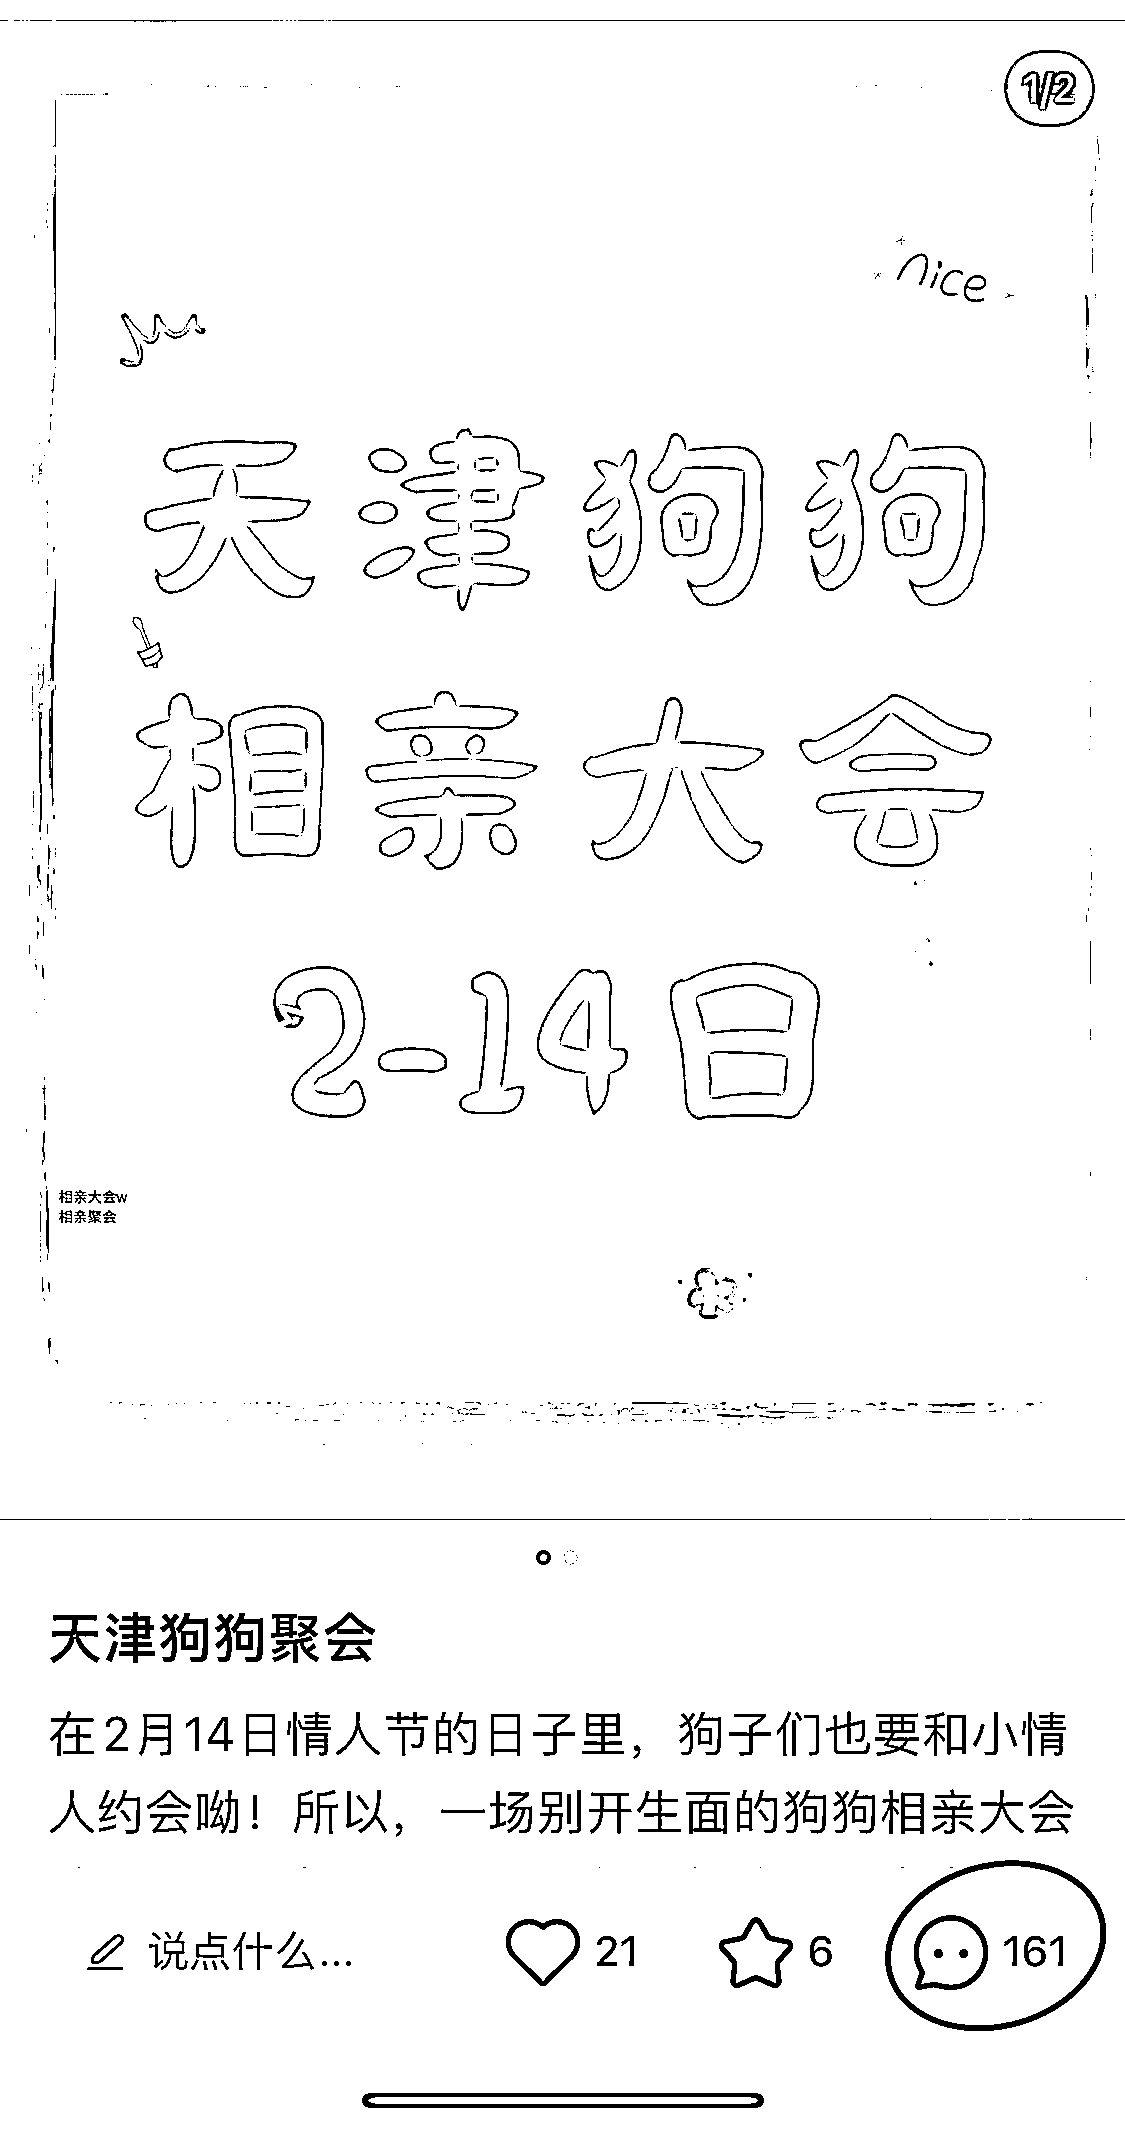 1/2
nice
天津狗狗
相亲大会
2-14日
相亲大会w
相亲聚会
天津狗狗聚会
在2月14日情人节的日子里，狗子们也要和小情
人约会呦！所以，一场别开生面的狗狗相亲大会
说点什么...
21
6
161